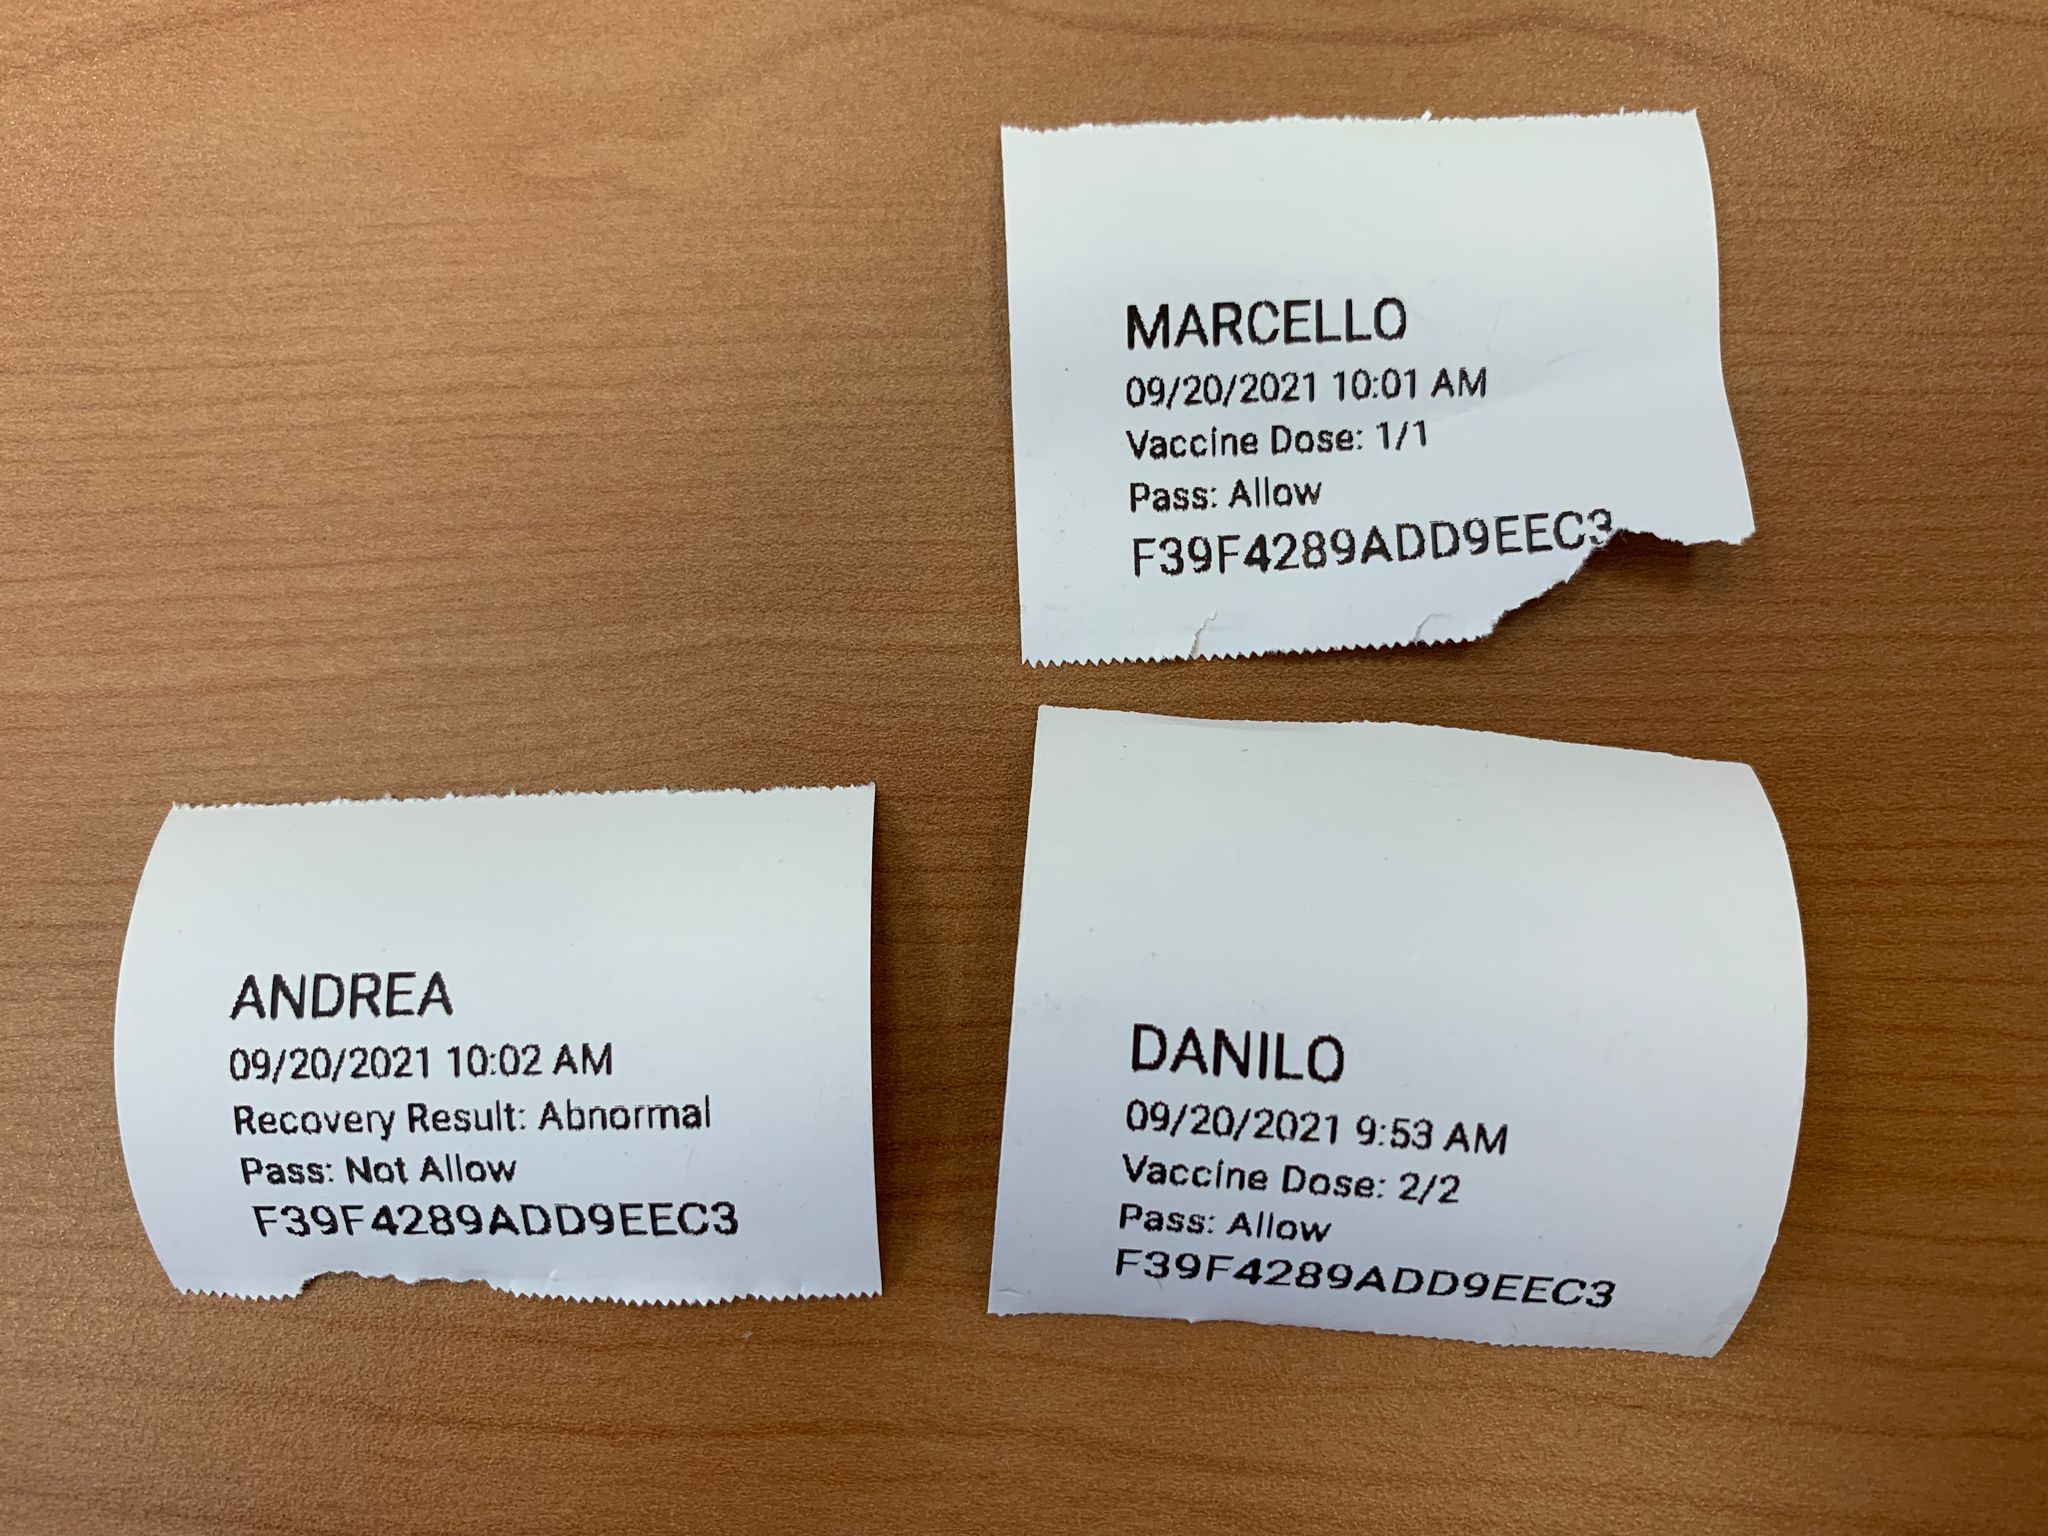 MARCELLO
09/20/2021 10:01 AM
Vaccine Dose: 1/1
Pass: Allow
F39F4289ADD9EEC3
ANDREA
09/20/2021 10:02 AM
Recovery Result: Abnormal
Pass: Not Allow
F39F4289ADD9EEC3
DANILO
09/20/2021 9:53 AM
Vaccine Dose: 2/2
Pass: Allow
F39F4289ADD9EEC3